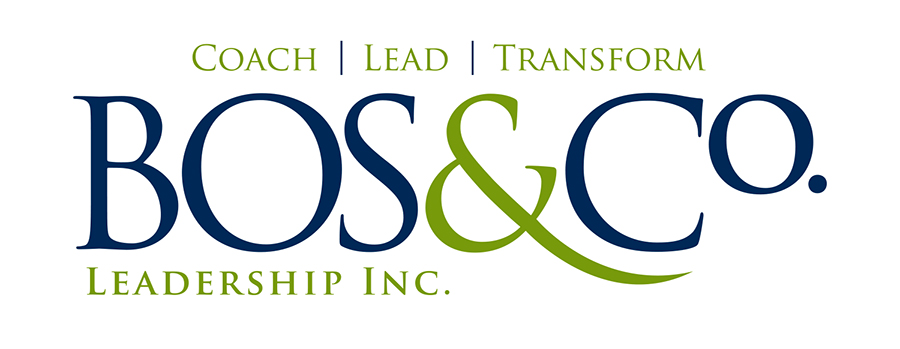 COACH | LEAD | TRANSFORM
BOS&CO.
LEADERSHIP INC.